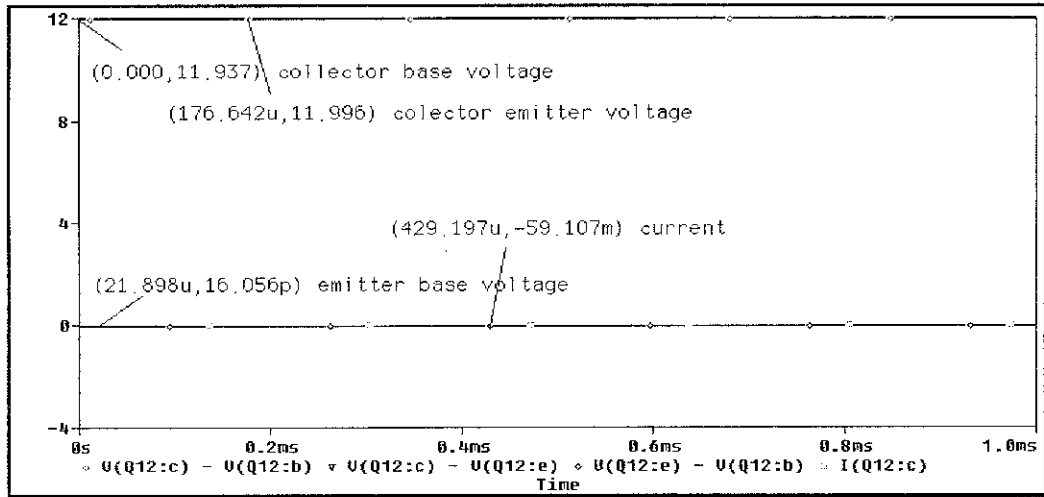 12
(0.000,11.937) collector base voltage
(176.642u,11.996) colector emitter voltage
8
4
(429.197u,-59.107m) current
(21.898u,16.056p) emitter base voltage
0
-4
0s 0.2ms 0.4ms 0.6ms 0.8ms 1.0ms
◇ U(Q12:c) - U(Q12:b) ▿ U(Q12:c) - U(Q12:e) ◇ U(Q12:e) - U(Q12:b) ▫ I(Q12:c)
Time